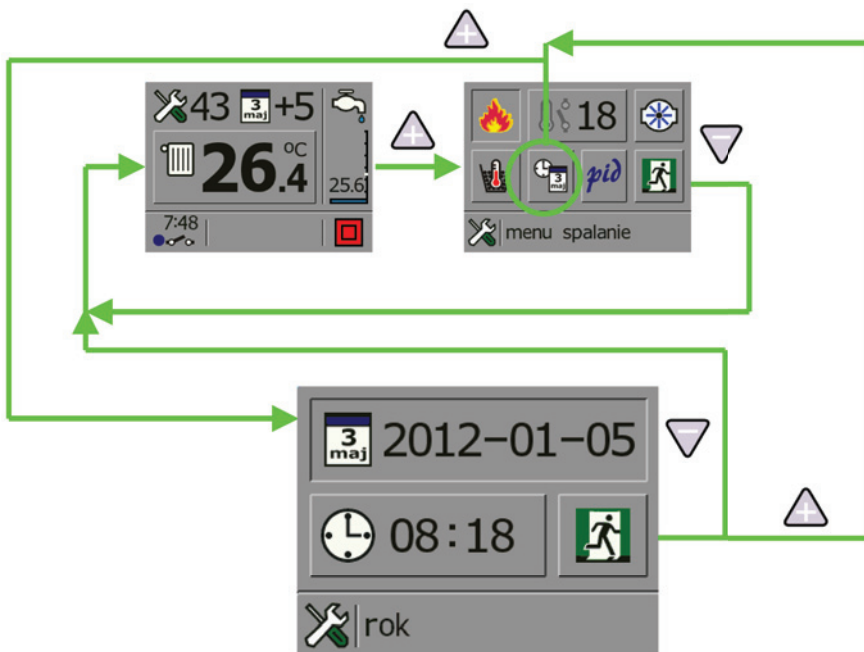 43 3 maj +5
°C
26.4
25.6
7:48
18
3 maj
pid
menu spalanie
3 maj 2012-01-05
08:18
rok